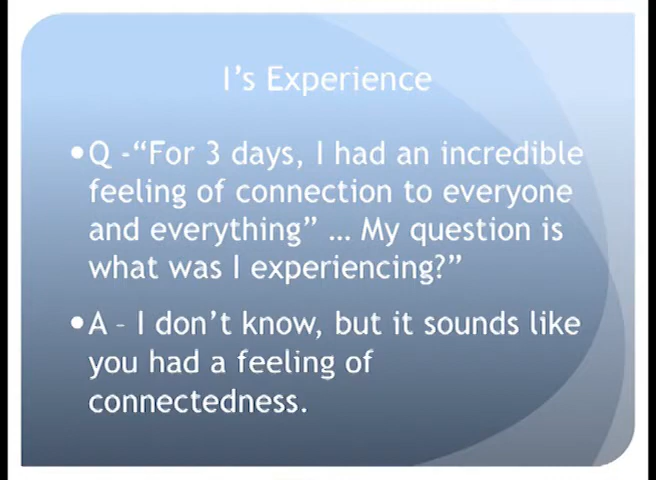 I's Experience
•Q -“For 3 days, I had an incredible
feeling of connection to everyone
and everything” … My question is
what was I experiencing?”
•A – I don't know, but it sounds like
you had a feeling of
connectedness.